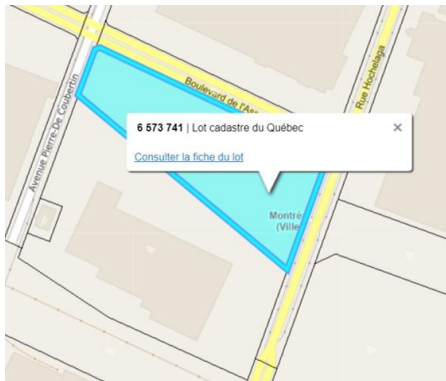 Boulevard de l'Ass
Rue Hochelaga
Avenue Pierre-De Coubertin
6 573 741 | Lot cadastre du Québec
×
Consulter la fiche du lot
Montré
(Ville